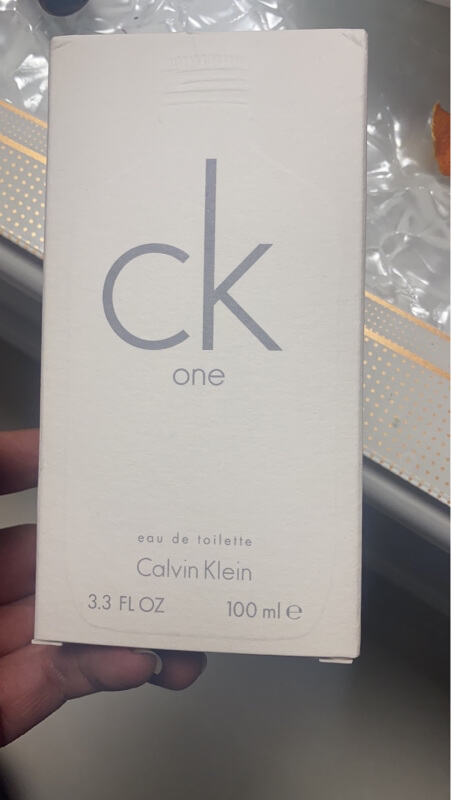 ck
one
eau de toilette
Calvin Klein
3.3 FL OZ 100 ml ℮